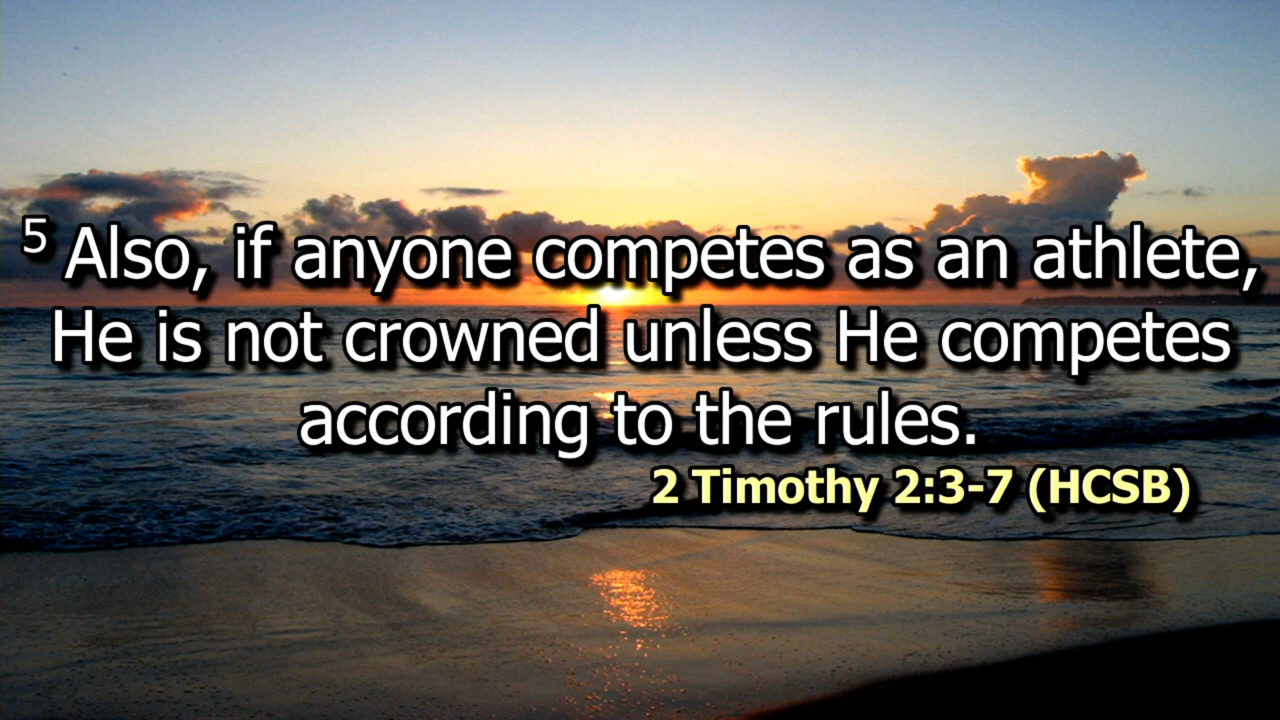 5 Also, if anyone competes as an athlete,
He is not crowned unless He competes
according to the rules.
2 Timothy 2:3-7 (HCSB)